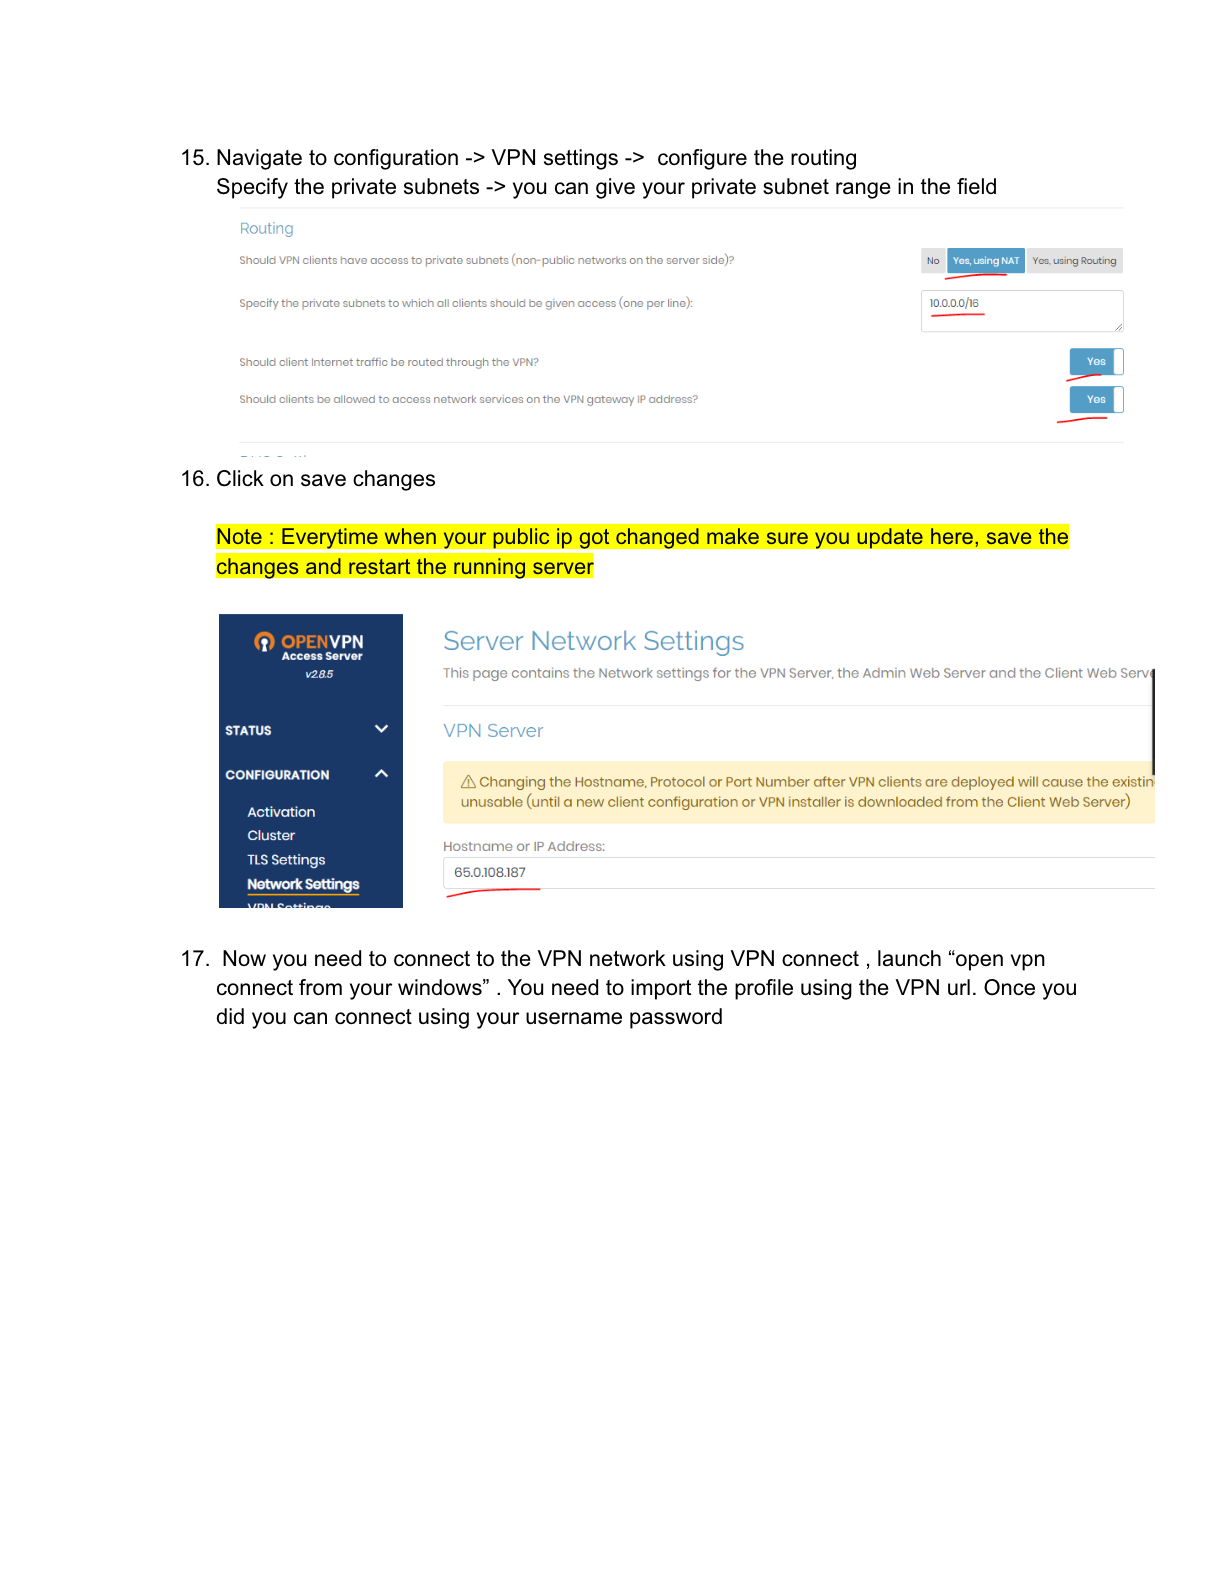 15. Navigate to configuration -> VPN settings -> configure the routing
Specify the private subnets -> you can give your private subnet range in the field
Routing
Should VPN clients have access to private subnets (non-public networks on the server side)?
No Yes, using NAT Yes, using Routing
Specify the private subnets to which all clients should be given access (one per line):
10.0.0.0/16
Should client Internet traffic be routed through the VPN?
Yes
Should clients be allowed to access network services on the VPN gateway IP address?
Yes
16. Click on save changes
Note : Everytime when your public ip got changed make sure you update here, save the
changes and restart the running server
OPENVPN
Access Server
v2.8.5
STATUS
CONFIGURATION
Activation
Cluster
TLS Settings
Network Settings
VPN Settings
Server Network Settings
This page contains the Network settings for the VPN Server, the Admin Web Server and the Client Web Serve
VPN Server
Changing the Hostname, Protocol or Port Number after VPN clients are deployed will cause the existin
unusable (until a new client configuration or VPN installer is downloaded from the Client Web Server)
Hostname or IP Address:
65.0.108.187
17. Now you need to connect to the VPN network using VPN connect , launch “open vpn
connect from your windows” . You need to import the profile using the VPN url. Once you
did you can connect using your username password